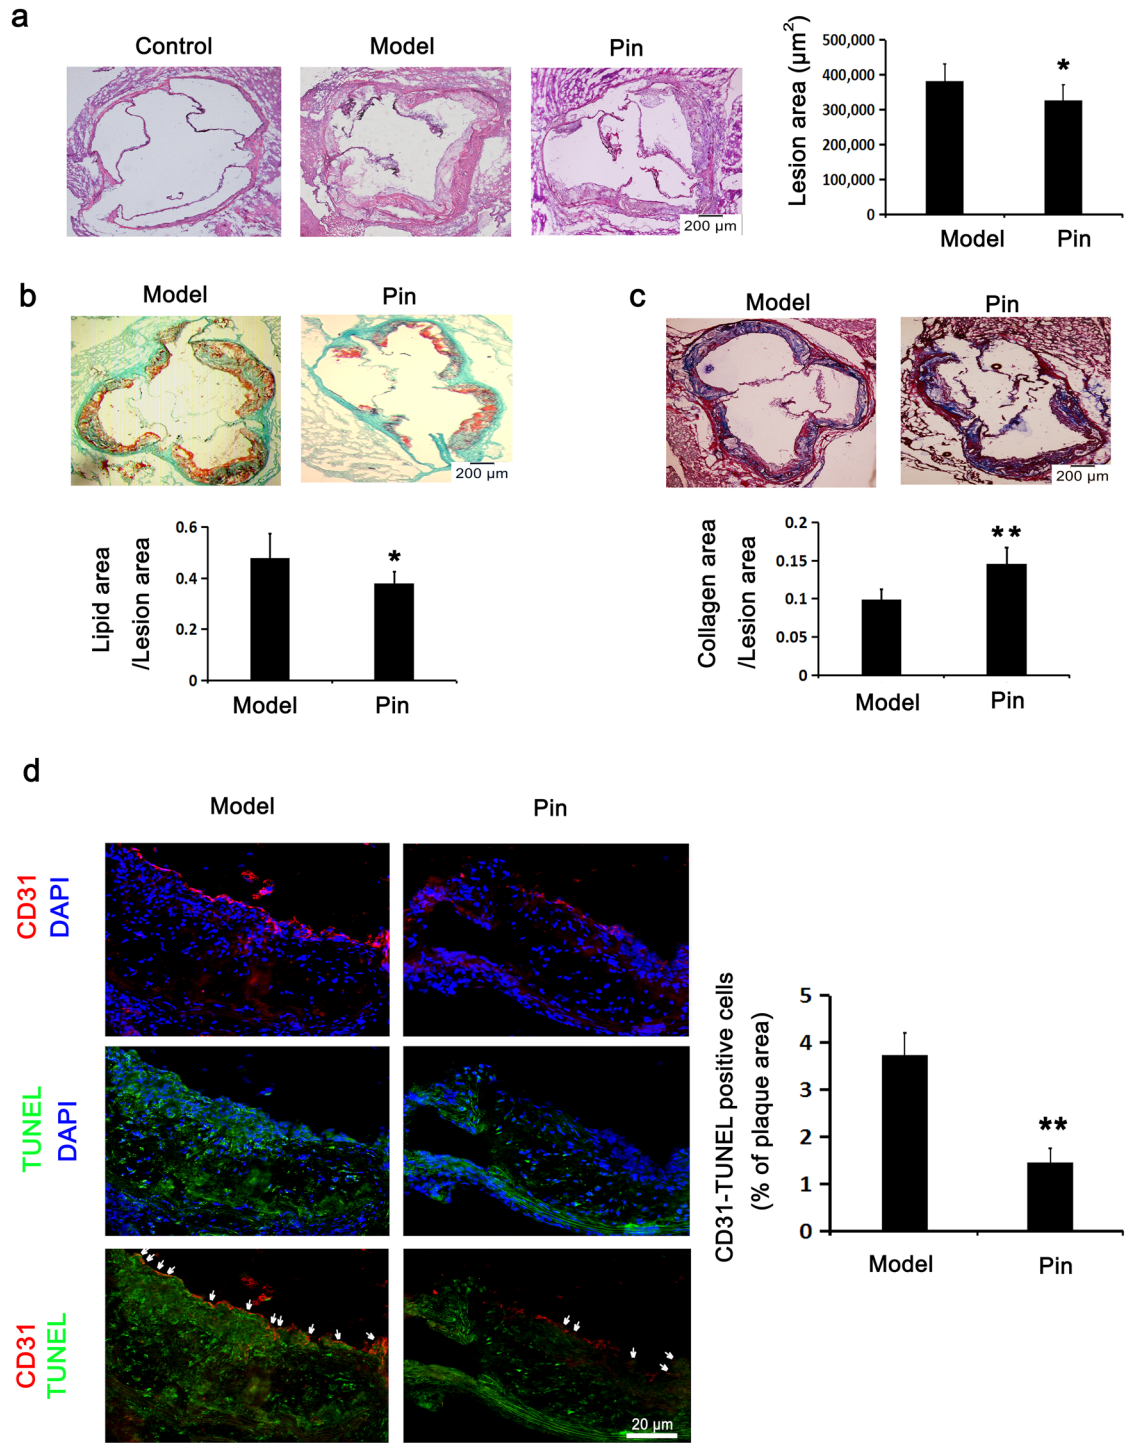 a
Control
Model
Pin
200 µm
Lesion area (µm²)
500,000
400,000
300,000
200,000
100,000
0
*
Model
Pin
b
Model
Pin
200 µm
Lipid area
/Lesion area
0.6
0.4
0.2
0
*
Model
Pin
c
Model
Pin
200 µm
Collagen area
/Lesion area
0.2
0.15
0.1
0.05
0
**
Model
Pin
d
Model
Pin
CD31
DAPI
TUNEL
DAPI
CD31
TUNEL
20 µm
CD31-TUNEL positive cells
(% of plaque area)
5
4
3
2
1
0
**
Model
Pin